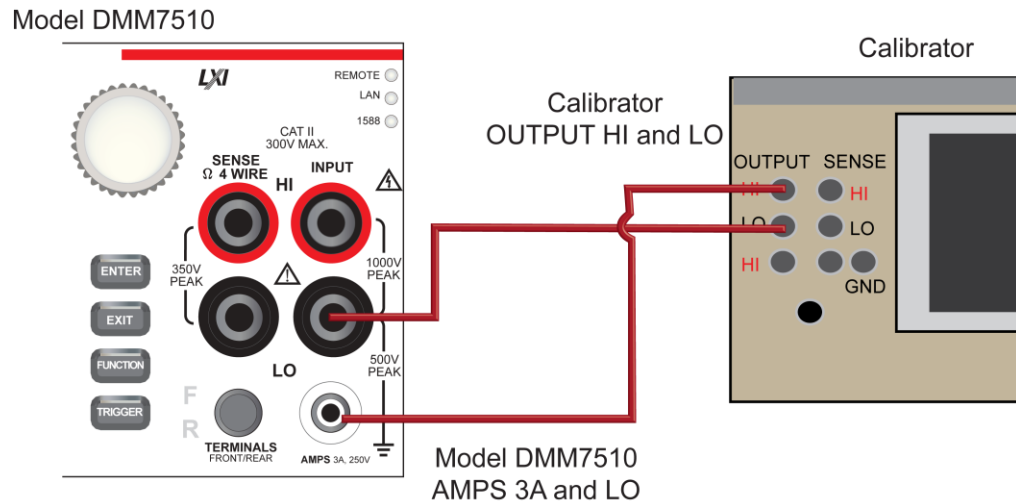 Model DMM7510
LXI
REMOTE
LAN
1588
CAT II
300V MAX.
SENSE
Ω 4 WIRE
HI
INPUT
350V
PEAK
1000V
PEAK
ENTER
EXIT
FUNCTION
TRIGGER
LO
500V
PEAK
F
R
TERMINALS
FRONT/REAR
AMPS 3A, 250V
Calibrator
OUTPUT HI and LO
Calibrator
OUTPUT SENSE
HI HI
LO LO
HI
GND
Model DMM7510
AMPS 3A and LO